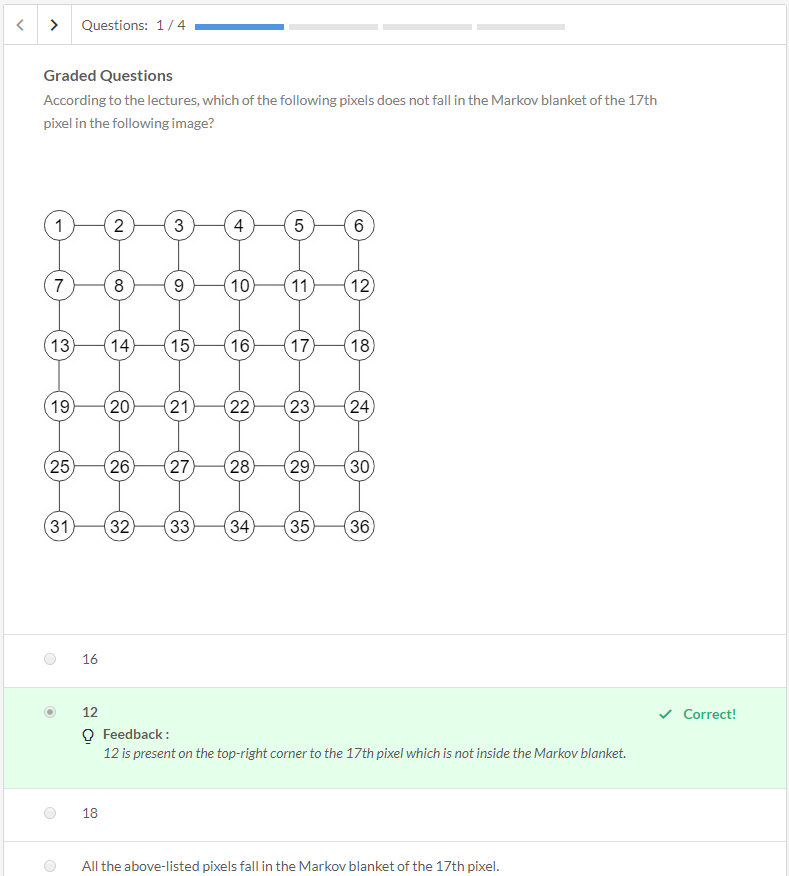 Questions: 1 / 4
Graded Questions
According to the lectures, which of the following pixels does not fall in the Markov blanket of the 17th
pixel in the following image?
1 2 3 4 5 6
7 8 9 10 11 12
13 14 15 16 17 18
19 20 21 22 23 24
25 26 27 28 29 30
31 32 33 34 35 36
16
12
Correct!
Feedback :
12 is present on the top-right corner to the 17th pixel which is not inside the Markov blanket.
18
All the above-listed pixels fall in the Markov blanket of the 17th pixel.